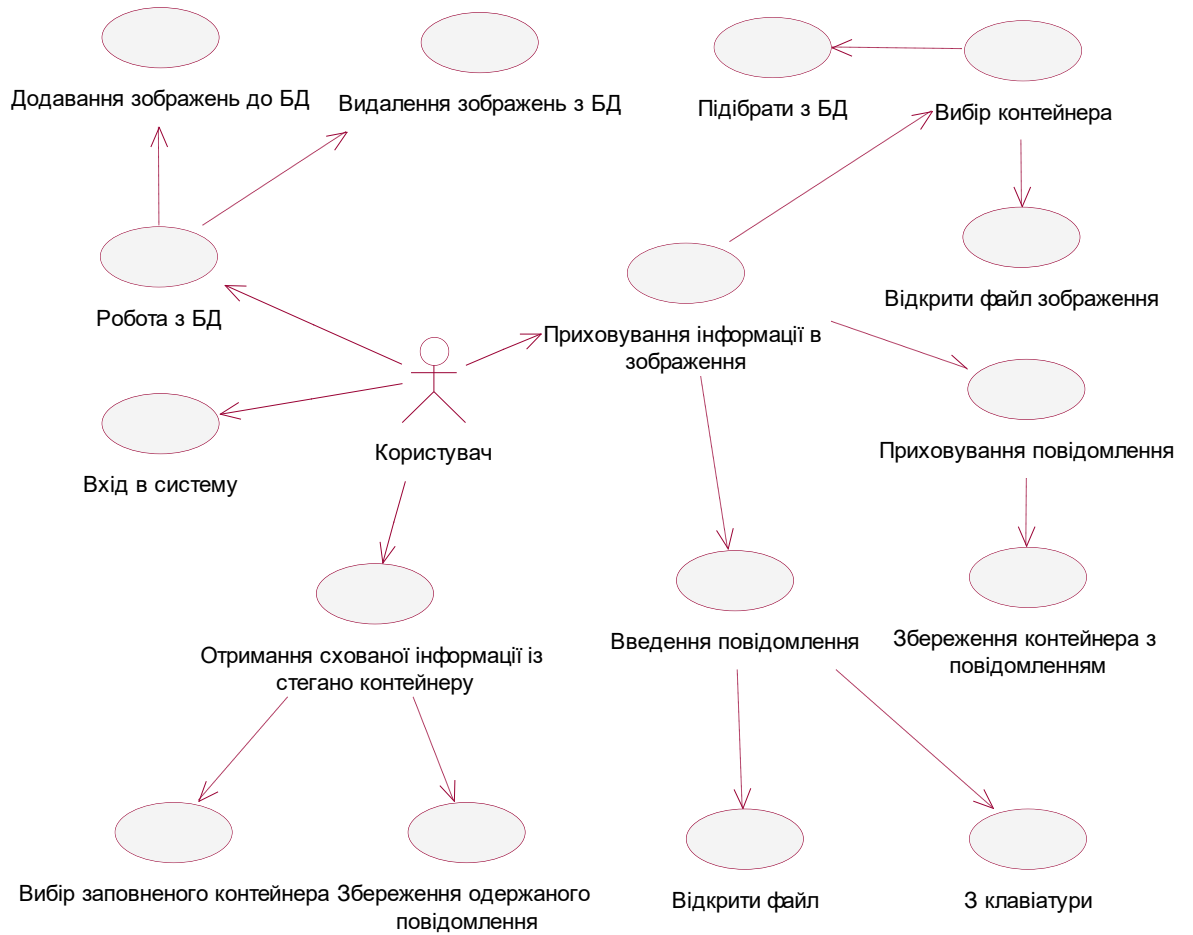 Додавання зображень до БД
Видалення зображень з БД
Підібрати з БД
Вибір контейнера
Відкрити файл зображення
Робота з БД
Приховування інформації в
зображення
Користувач
Приховування повідомлення
Вхід в систему
Отримання схованої інформації із
стегано контейнеру
Введення повідомлення
Збереження контейнера з
повідомленням
Вибір заповненого контейнера
Збереження одержаного
повідомлення
Відкрити файл
З клавіатури